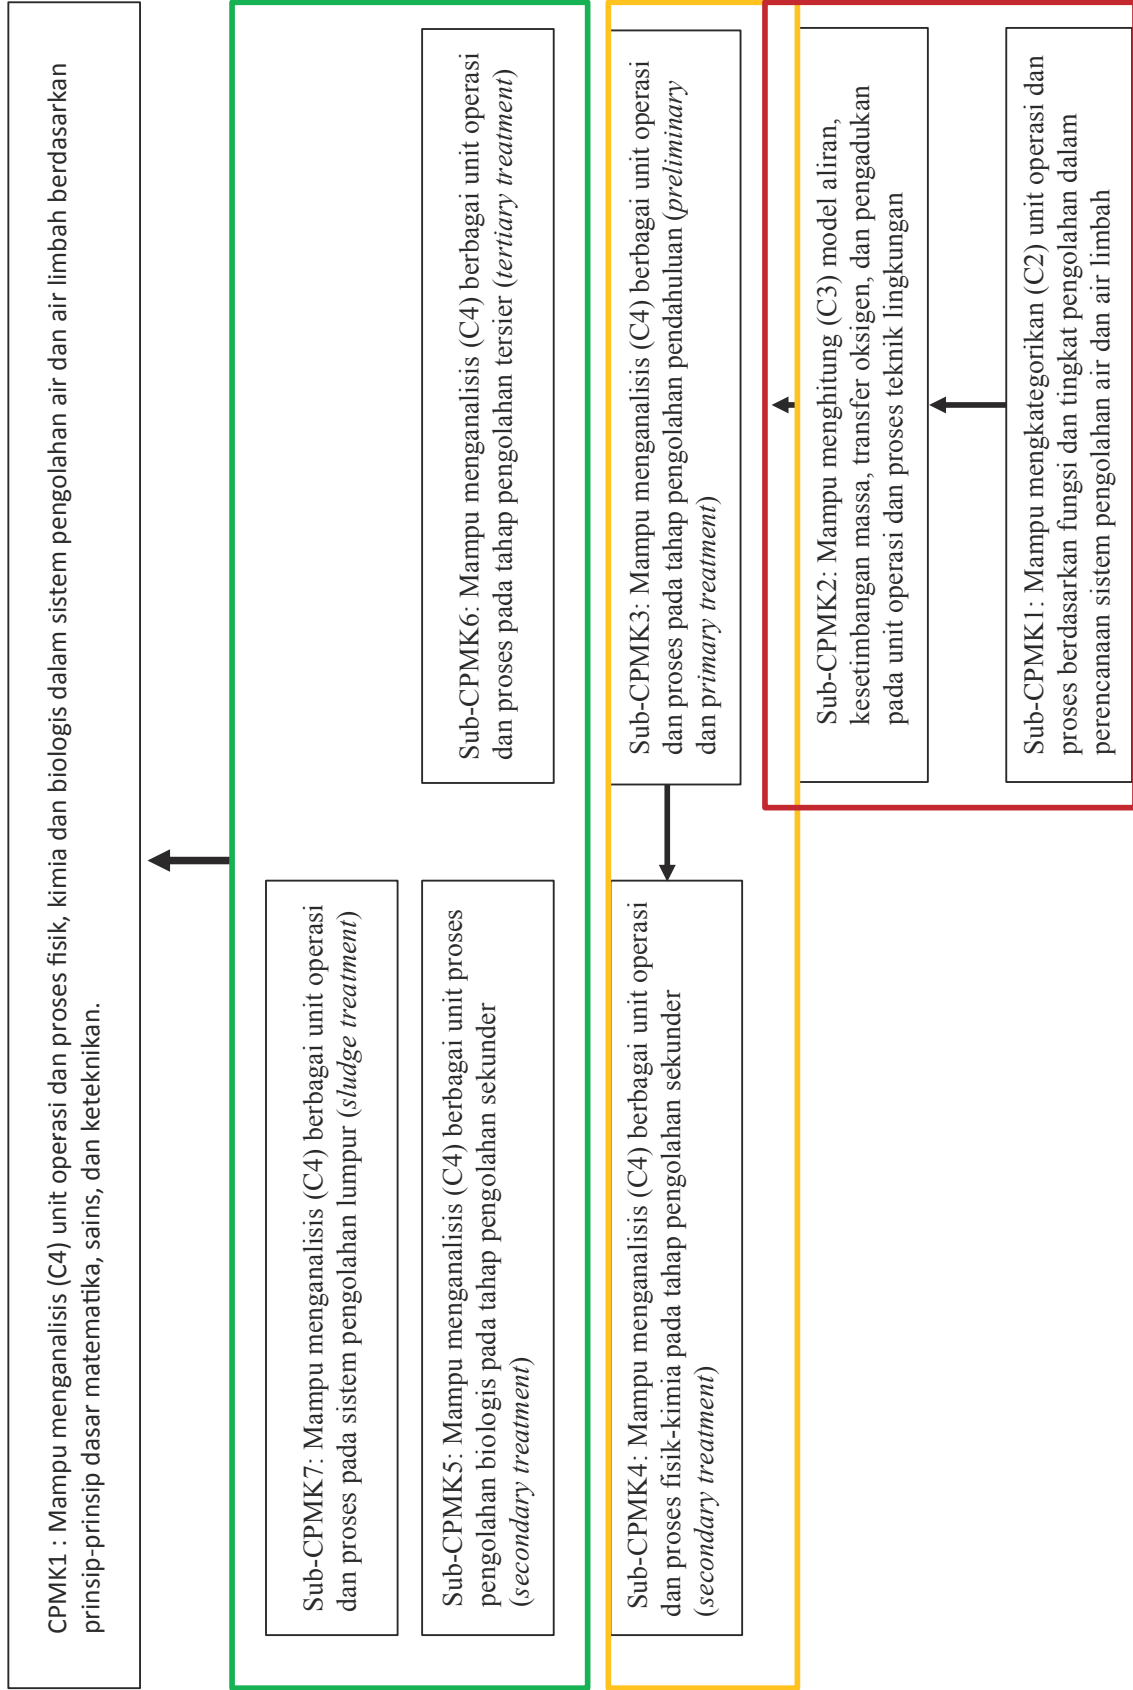 CPMK1 : Mampu menganalisis (C4) unit operasi dan proses fisik, kimia dan biologis dalam sistem pengolahan air dan air limbah berdasarkan
prinsip-prinsip dasar matematika, sains, dan keteknikan.
Sub-CPMK7: Mampu menganalisis (C4) berbagai unit operasi
dan proses pada sistem pengolahan lumpur (sludge treatment)
Sub-CPMK5: Mampu menganalisis (C4) berbagai unit proses
pengolahan biologis pada tahap pengolahan sekunder
(secondary treatment)
Sub-CPMK6: Mampu menganalisis (C4) berbagai unit operasi
dan proses pada tahap pengolahan tersier (tertiary treatment)
Sub-CPMK4: Mampu menganalisis (C4) berbagai unit operasi
dan proses fisik-kimia pada tahap pengolahan sekunder
(secondary treatment)
Sub-CPMK3: Mampu menganalisis (C4) berbagai unit operasi
dan proses pada tahap pengolahan pendahuluan (preliminary
dan primary treatment)
Sub-CPMK2: Mampu menghitung (C3) model aliran,
kesetimbangan massa, transfer oksigen, dan pengadukan
pada unit operasi dan proses teknik lingkungan
Sub-CPMK1: Mampu mengkategorikan (C2) unit operasi dan
proses berdasarkan fungsi dan tingkat pengolahan dalam
perencanaan sistem pengolahan air dan air limbah